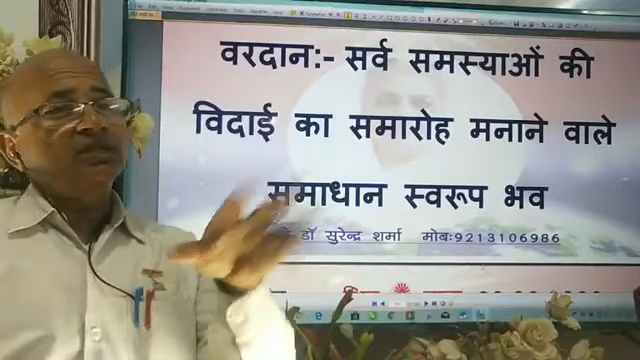 वरदान:- सर्व समस्याओं की
विदाई का समारोह मनाने वाले
समाधान स्वरूप भव
डॉ सुरेन्द्र शर्मा मोबः9213106986